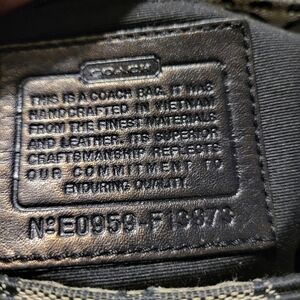 COACH
THIS IS A COACH BAG. IT WAS
HANDCRAFTED IN VIETNAM
FROM THE FINEST MATERIALS
AND LEATHER. ITS SUPERIOR
CRAFTSMANSHIP REFLECTS
OUR COMMITMENT TO
ENDURING QUALITY.